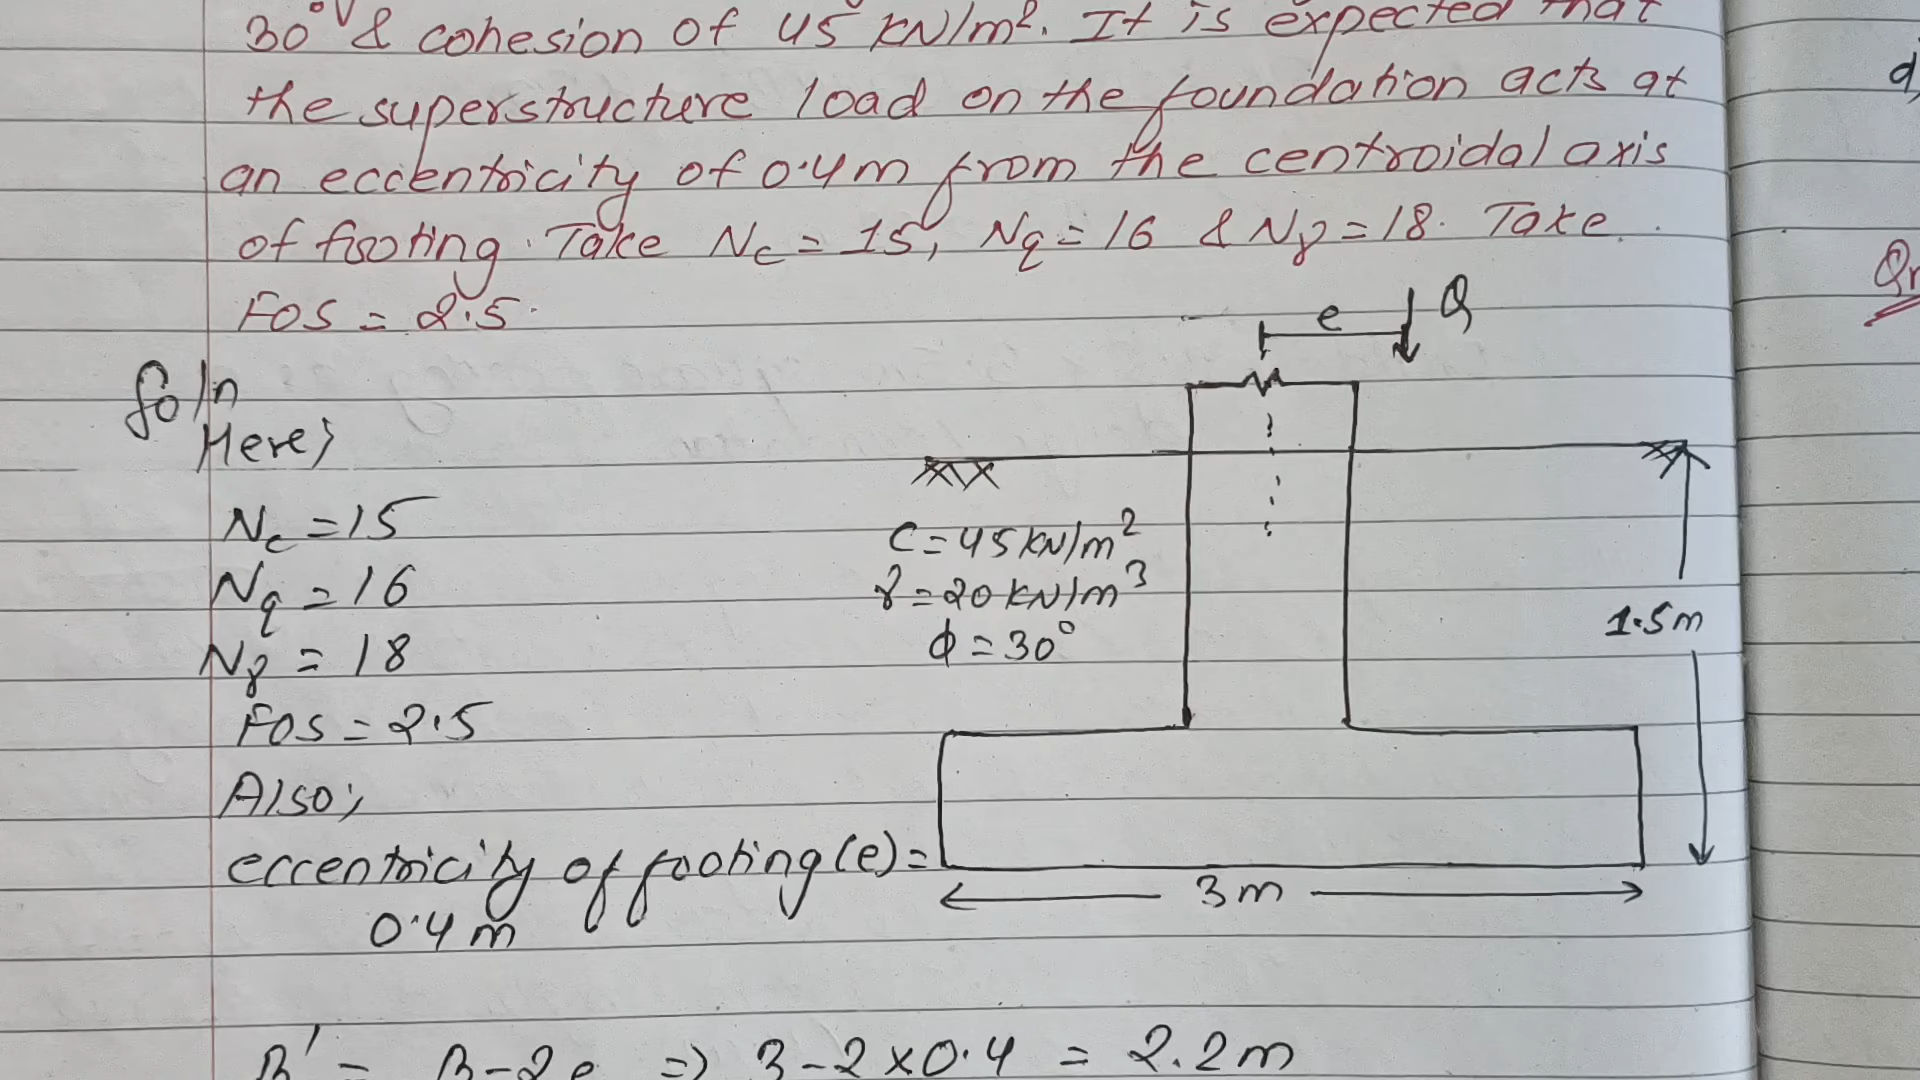 30° & cohesion of 45 kN/m². It is expected that
the superstructure load on the foundation acts at
an eccentricity of 0.4m from the centroidal axis
of footing. Take Nc = 15, Nq = 16 & Nγ = 18. Take
FOS = 2.5.
Soln
Here;
Nc = 15
Nq = 16
Nγ = 18
FOS = 2.5
Also;
eccentricity of footing (e) =
0.4 m
B' = B - 2e => 3 - 2 x 0.4 = 2.2m
e
Q
C = 45 kN/m²
γ = 20 kN/m³
φ = 30°
1.5m
3m